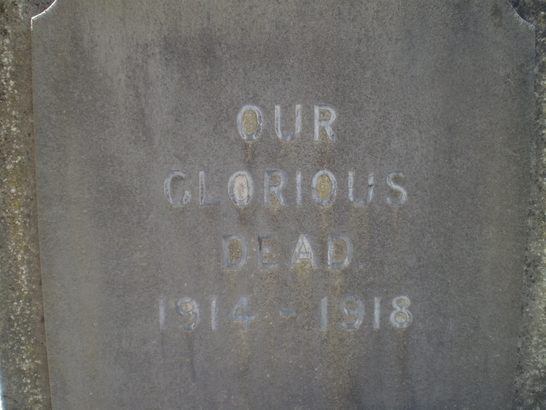 OUR
GLORIOUS
DEAD
1914 - 1918